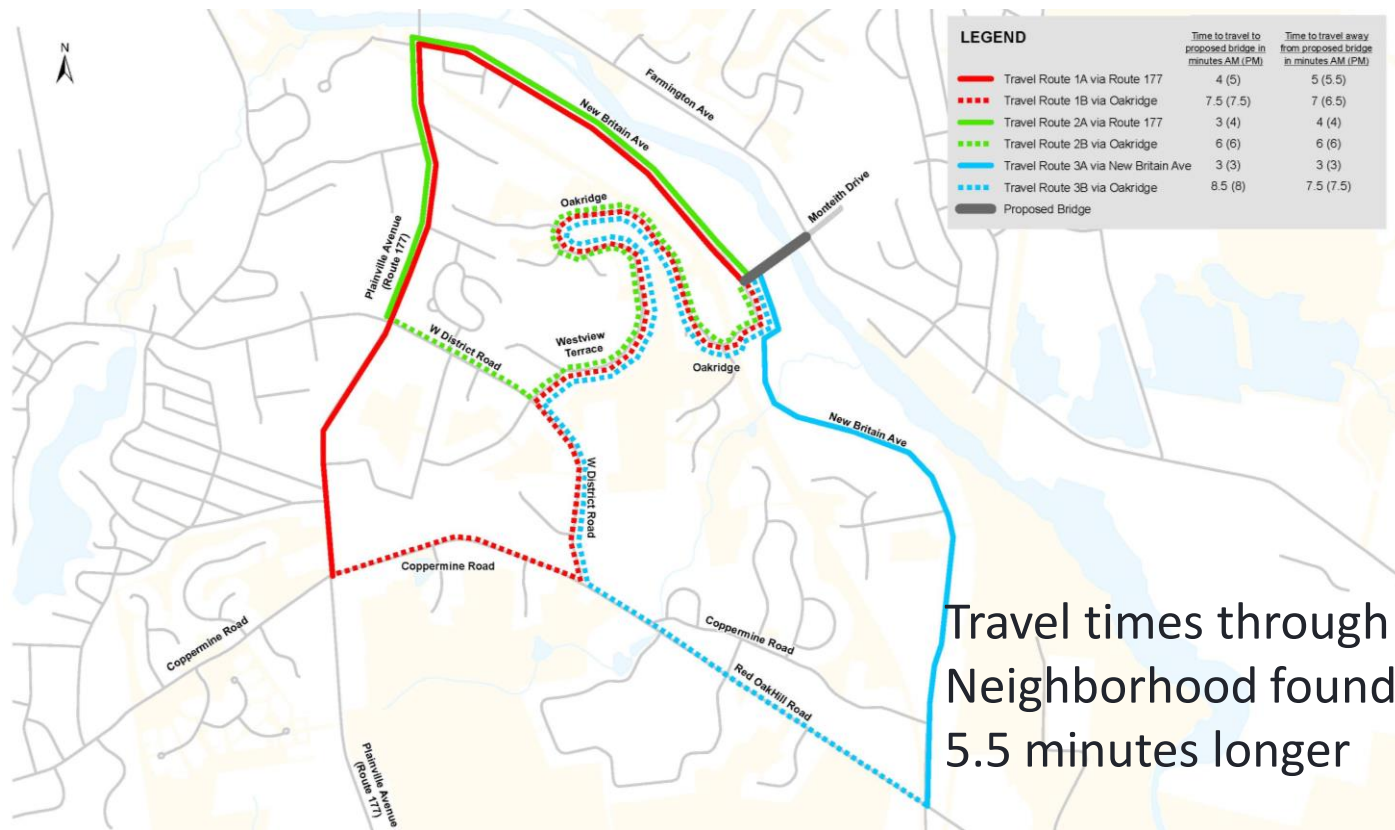 N
LEGEND
Time to travel to
proposed bridge in
minutes AM (PM)
Time to travel away
from proposed bridge
in minutes AM (PM)
Travel Route 1A via Route 177 4 (5) 5 (5.5)
Travel Route 1B via Oakridge 7.5 (7.5) 7 (6.5)
Travel Route 2A via Route 177 3 (4) 4 (4)
Travel Route 2B via Oakridge 6 (6) 6 (6)
Travel Route 3A via New Britain Ave 3 (3) 3 (3)
Travel Route 3B via Oakridge 8.5 (8) 7.5 (7.5)
Proposed Bridge
Farmington Ave
New Britain Ave
Monteith Drive
Oakridge
Plainville Avenue
(Route 177)
W District Road
Westview
Terrace
Oakridge
New Britain Ave
W District Road
Coppermine Road
Coppermine Road
Coppermine Road
Red OakHill Road
Plainville Avenue
(Route 177)
Travel times through
Neighborhood found
5.5 minutes longer